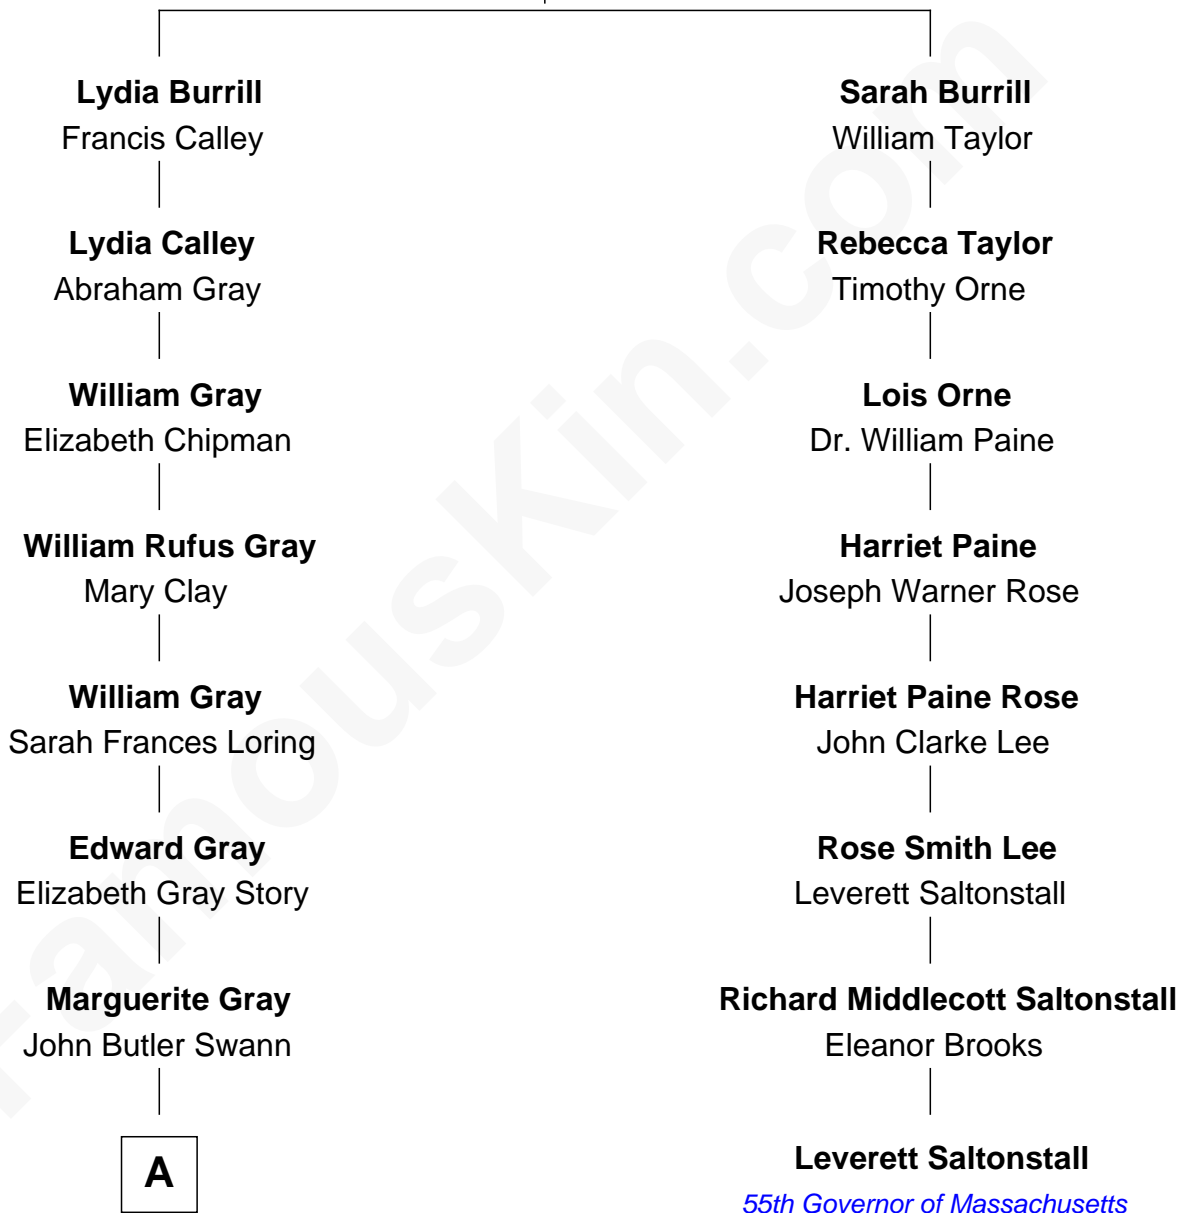 Lydia Burrill
Francis Calley
Sarah Burrill
William Taylor
Lydia Calley
Abraham Gray
Rebecca Taylor
Timothy Orne
William Gray
Elizabeth Chipman
Lois Orne
Dr. William Paine
William Rufus Gray
Mary Clay
Harriet Paine
Joseph Warner Rose
William Gray
Sarah Frances Loring
Harriet Paine Rose
John Clarke Lee
Edward Gray
Elizabeth Gray Story
Rose Smith Lee
Leverett Saltonstall
Marguerite Gray
John Butler Swann
Richard Middlecott Saltonstall
Eleanor Brooks
A
Leverett Saltonstall
55th Governor of Massachusetts
FamousKin.com